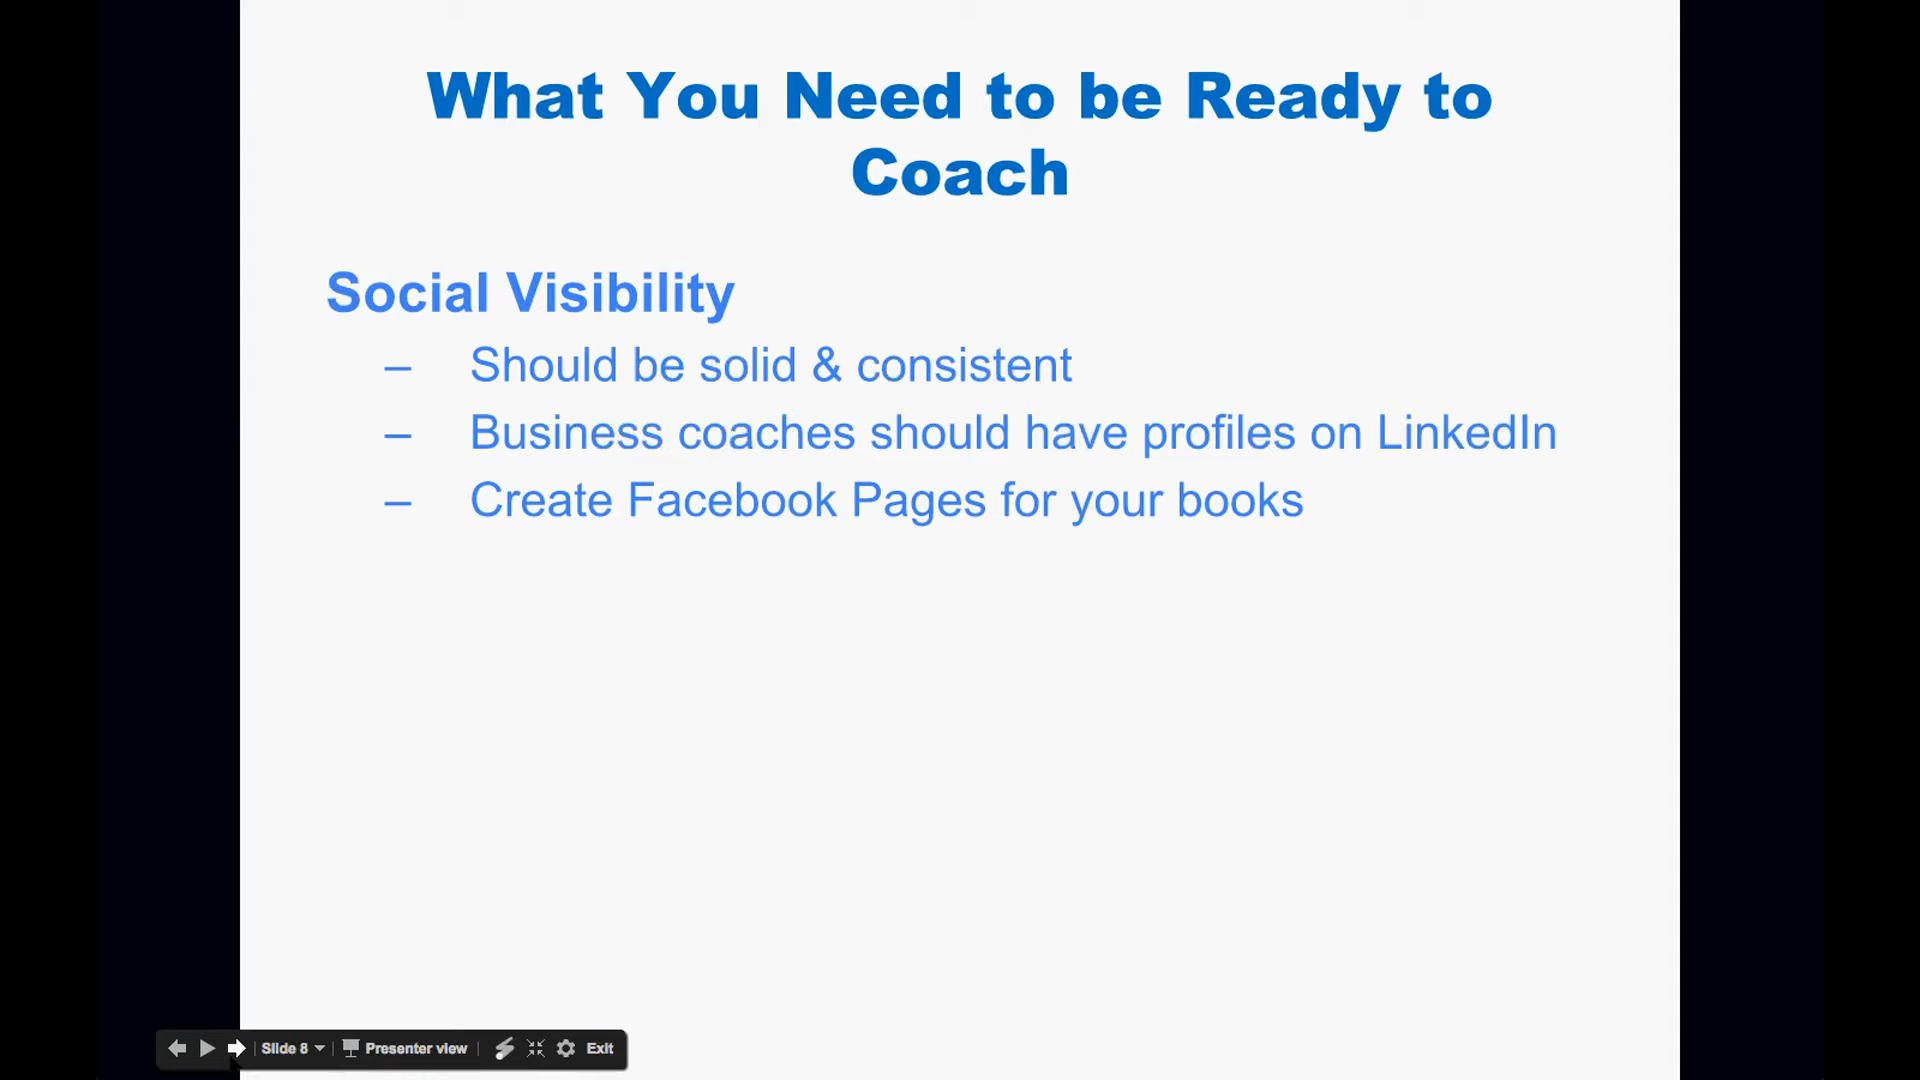 What You Need to be Ready to
Coach
Social Visibility
– Should be solid & consistent
– Business coaches should have profiles on LinkedIn
– Create Facebook Pages for your books
Slide 8 Presenter view Exit